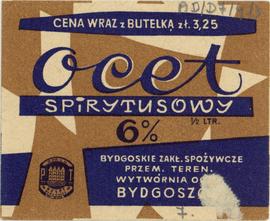 CENA WRAZ z BUTELKĄ zł. 3,25
ocet
SPIRYTUSOWY
6%
½ LTR.
P T
BYDGOSKIE ZAKŁ. SPOŻYWCZE
PRZEM. TEREN.
WYTWÓRNIA
BYDGOSZ
7.